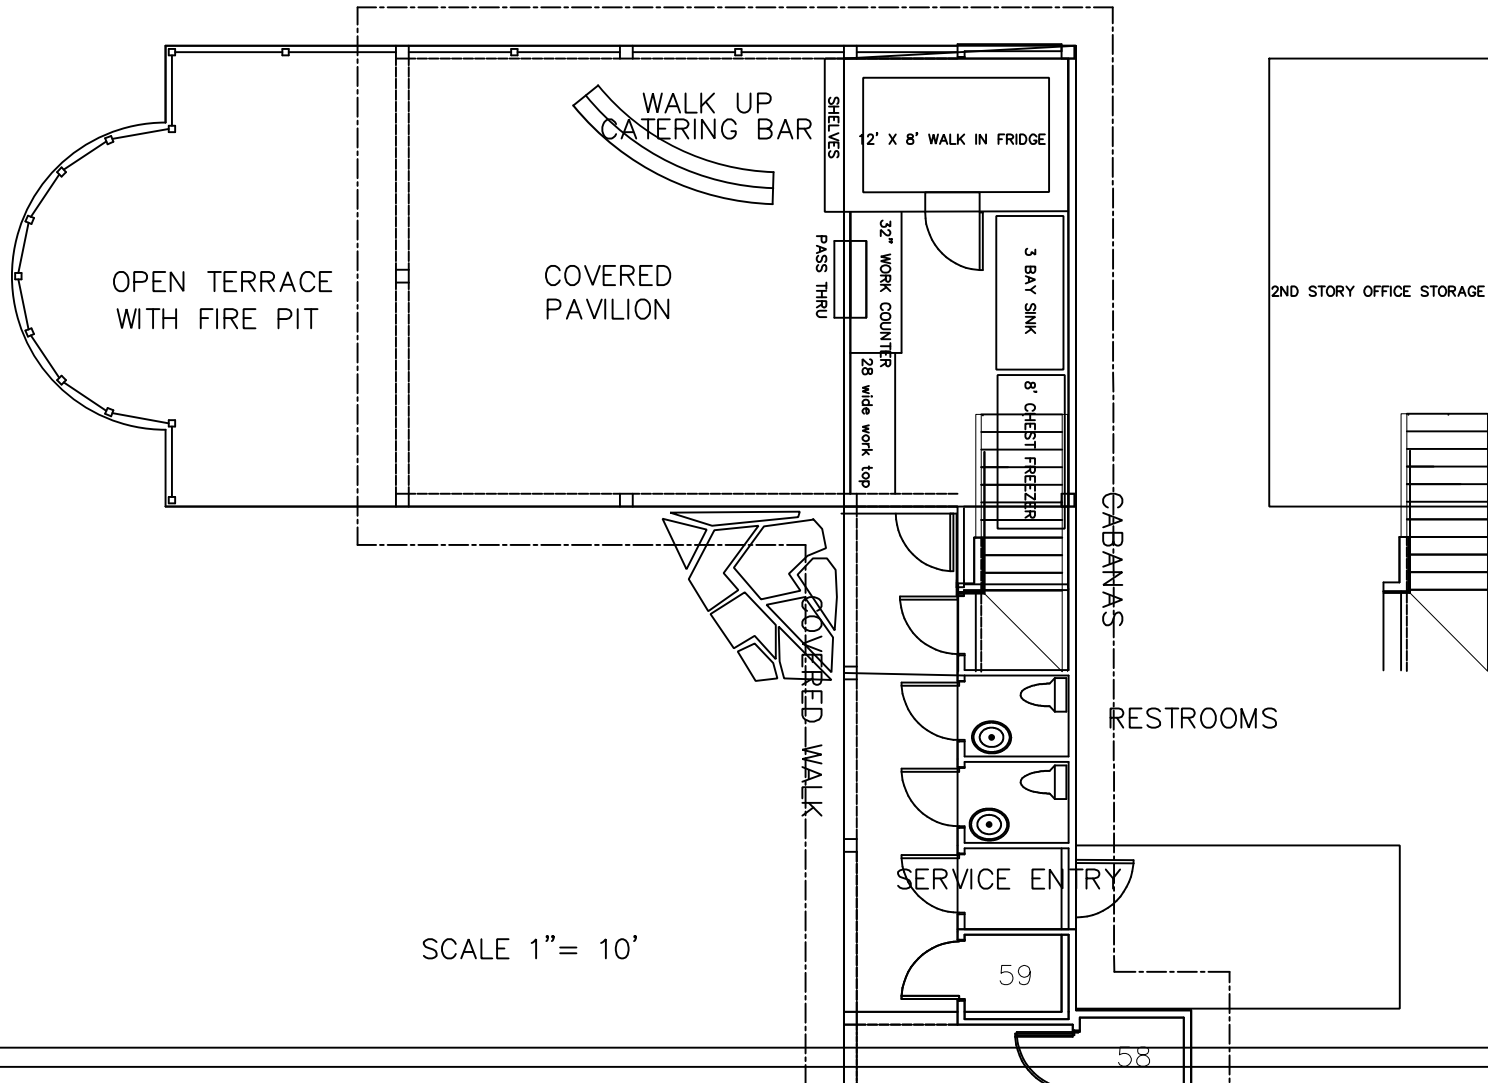 WALK UP
CATERING BAR
SHELVES
12' X 8' WALK IN FRIDGE
OPEN TERRACE
WITH FIRE PIT
COVERED
PAVILION
PASS THRU
32" WORK COUNTER
3 BAY SINK
28 wide work top
8' CHEST FREEZER
2ND STORY OFFICE STORAGE
CABANAS
COVERED WALK
RESTROOMS
SERVICE ENTRY
SCALE 1"= 10'
59
58